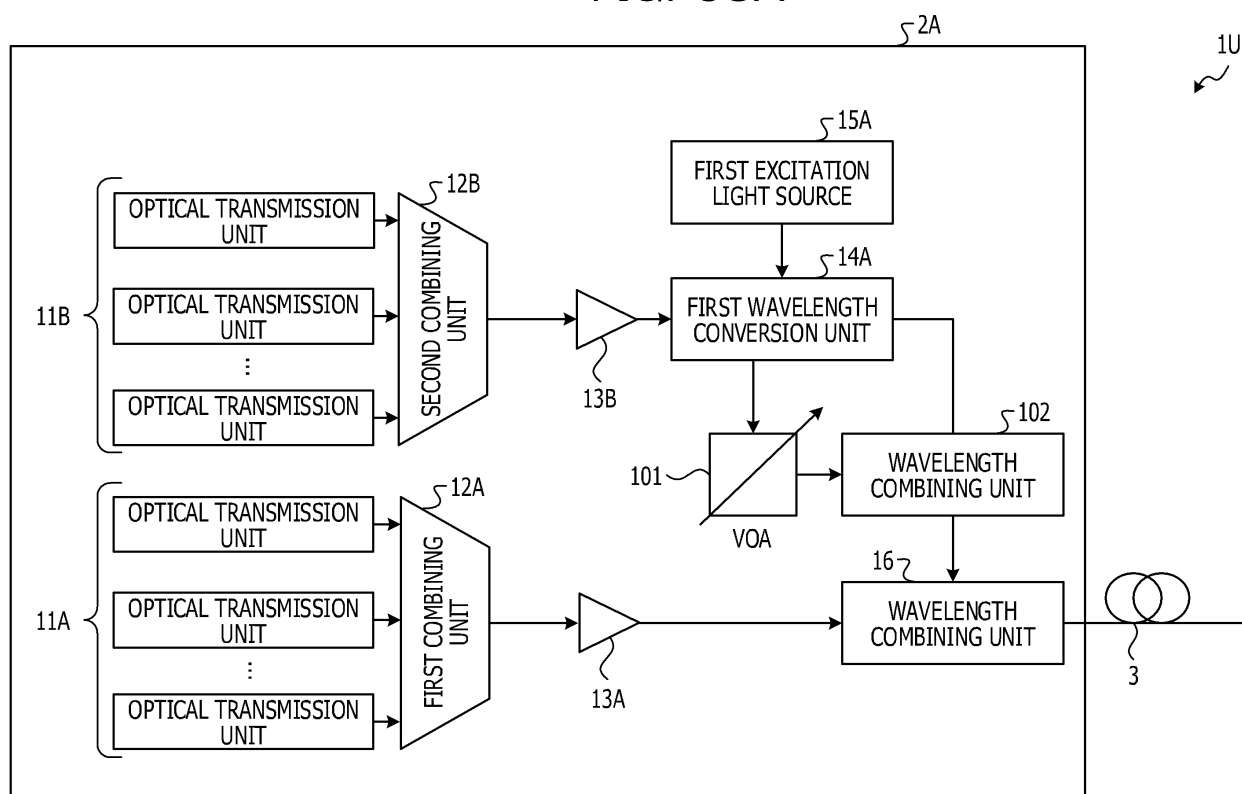 2A
1U
15A
FIRST EXCITATION
LIGHT SOURCE
12B
OPTICAL TRANSMISSION
UNIT
14A
11B
OPTICAL TRANSMISSION
UNIT
...
OPTICAL TRANSMISSION
UNIT
SECOND COMBINING
UNIT
13B
FIRST WAVELENGTH
CONVERSION UNIT
102
101
VOA
WAVELENGTH
COMBINING UNIT
12A
OPTICAL TRANSMISSION
UNIT
11A
OPTICAL TRANSMISSION
UNIT
...
OPTICAL TRANSMISSION
UNIT
FIRST COMBINING
UNIT
13A
16
WAVELENGTH
COMBINING UNIT
3